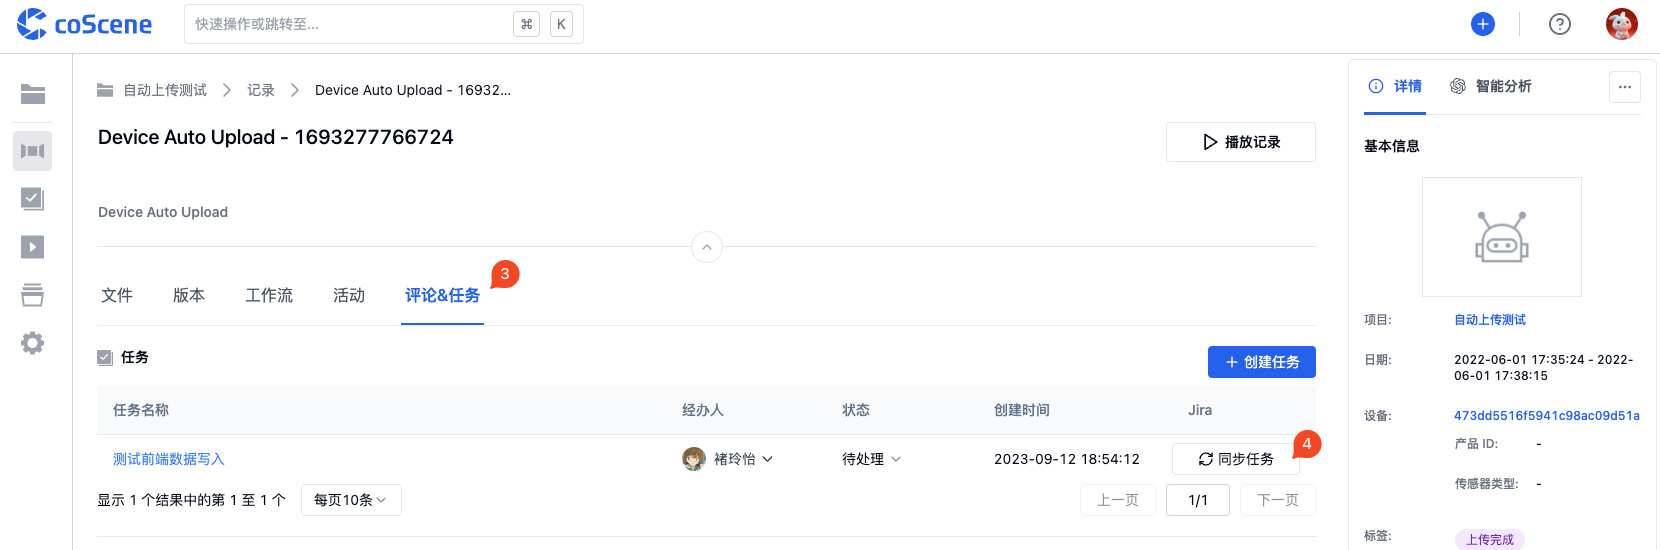 coScene
快速操作或跳转至...
⌘ K
自动上传测试 > 记录 > Device Auto Upload - 16932...
Device Auto Upload - 1693277766724
播放记录
Device Auto Upload
文件 版本 工作流 活动 评论&任务 3
任务
+ 创建任务
任务名称 经办人 状态 创建时间 Jira
测试前端数据写入 褚玲怡 待处理 2023-09-12 18:54:12 同步任务 4
显示 1 个结果中的第 1 至 1 个 每页10条 上一页 1/1 下一页
详情 智能分析 ...
基本信息
项目: 自动上传测试
日期: 2022-06-01 17:35:24 - 2022-
06-01 17:38:15
设备: 473dd5516f5941c98ac09d51a
产品 ID: -
传感器类型: -
标签: 上传完成